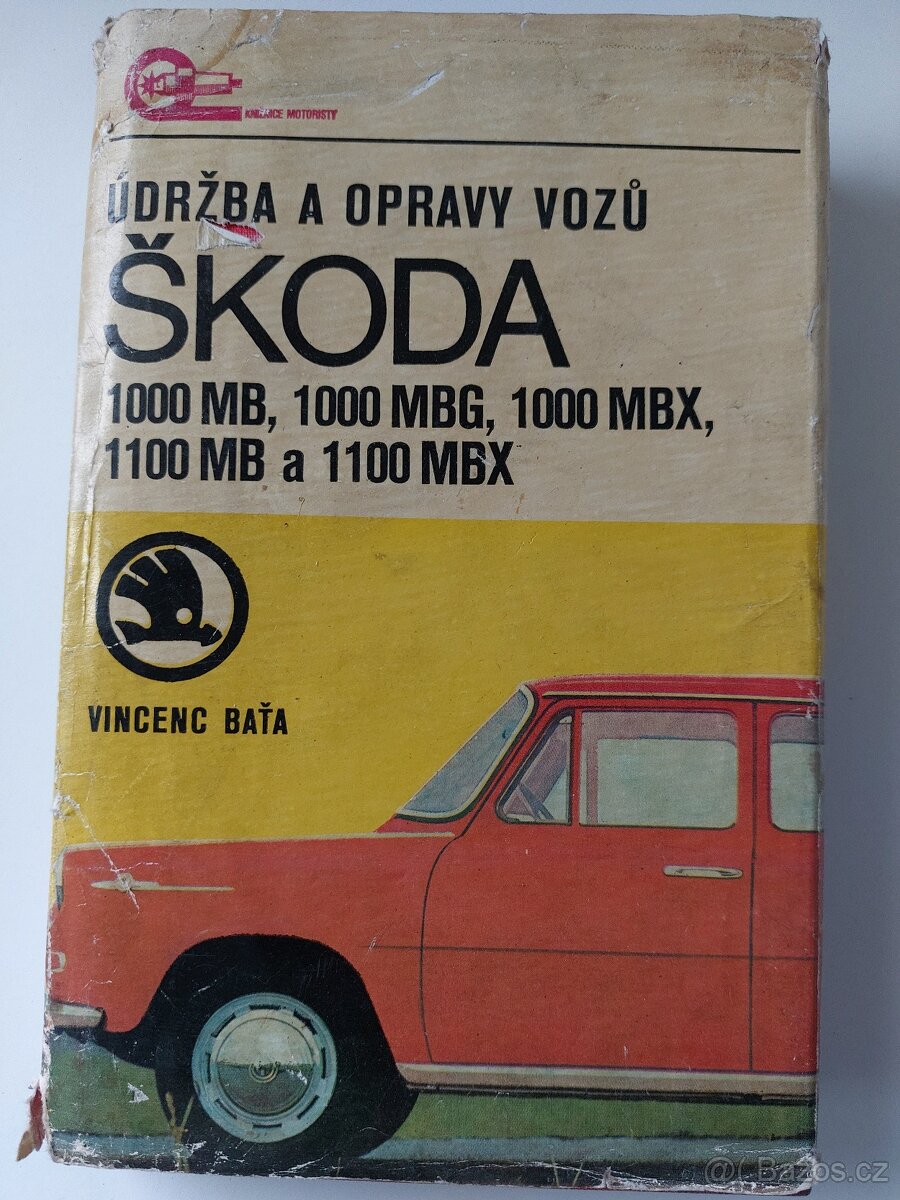 KNIŽNICE MOTORISTY
ÚDRŽBA A OPRAVY VOZŮ
ŠKODA
1000 MB, 1000 MBG, 1000 MBX,
1100 MB a 1100 MBX
VINCENC BAŤA
@ Bazos.cz